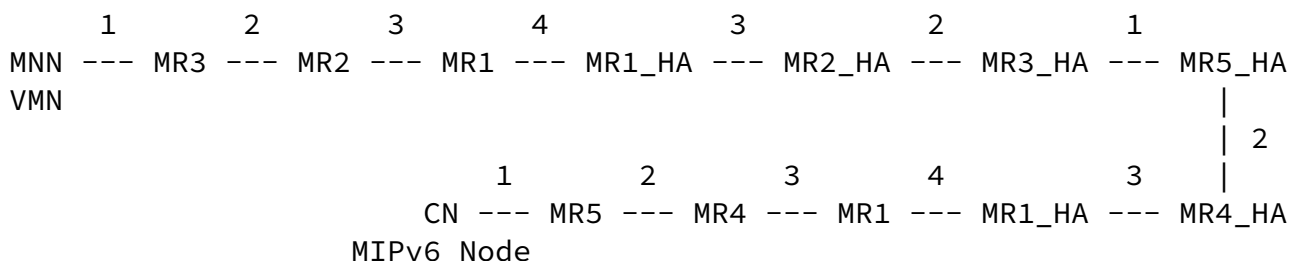 1 2 3 4 3 2 1
MNN --- MR3 --- MR2 --- MR1 --- MR1_HA --- MR2_HA --- MR3_HA --- MR5_HA
VMN |
| 2
1 2 3 4 3 |
CN --- MR5 --- MR4 --- MR1 --- MR1_HA --- MR4_HA
MIPv6 Node